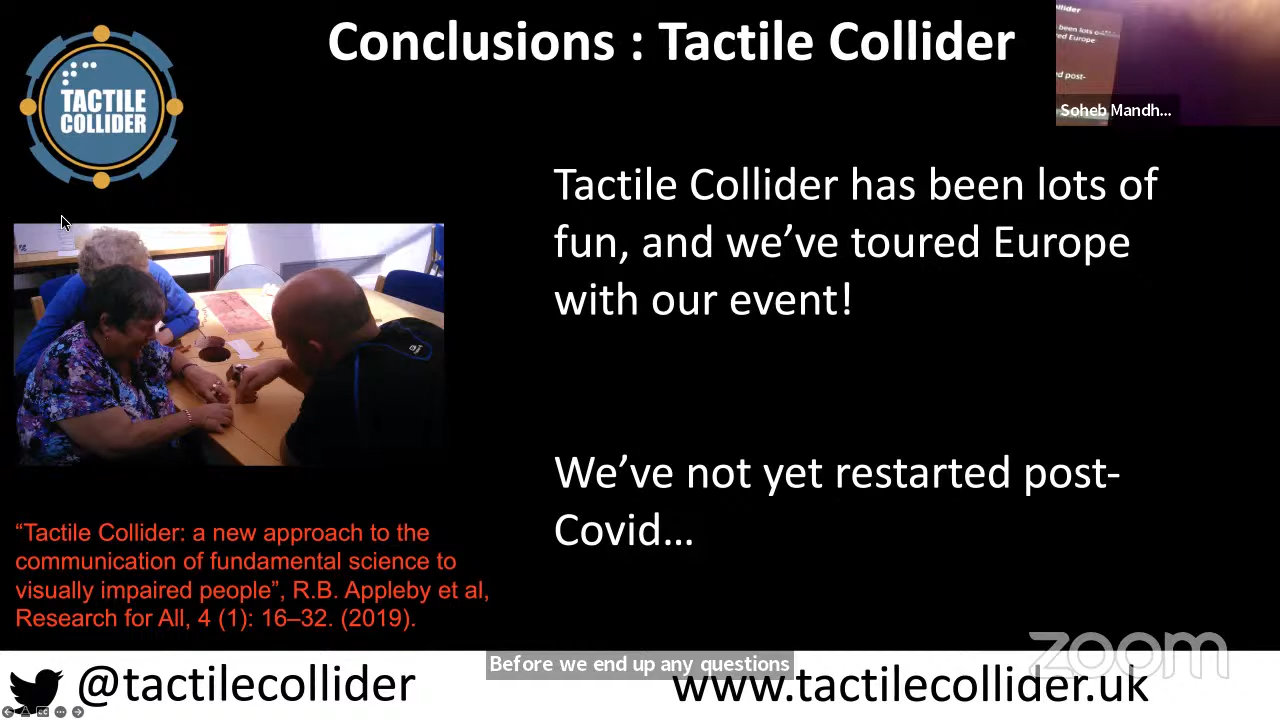 Conclusions : Tactile Collider
TACTILE
COLLIDER
Soheb Mandh...
Tactile Collider has been lots of
fun, and we’ve toured Europe
with our event!
We’ve not yet restarted post-
Covid...
“Tactile Collider: a new approach to the
communication of fundamental science to
visually impaired people”, R.B. Appleby et al,
Research for All, 4 (1): 16–32. (2019).
Before we end up any questions
@tactilecollider
www.tactilecollider.uk
zoom